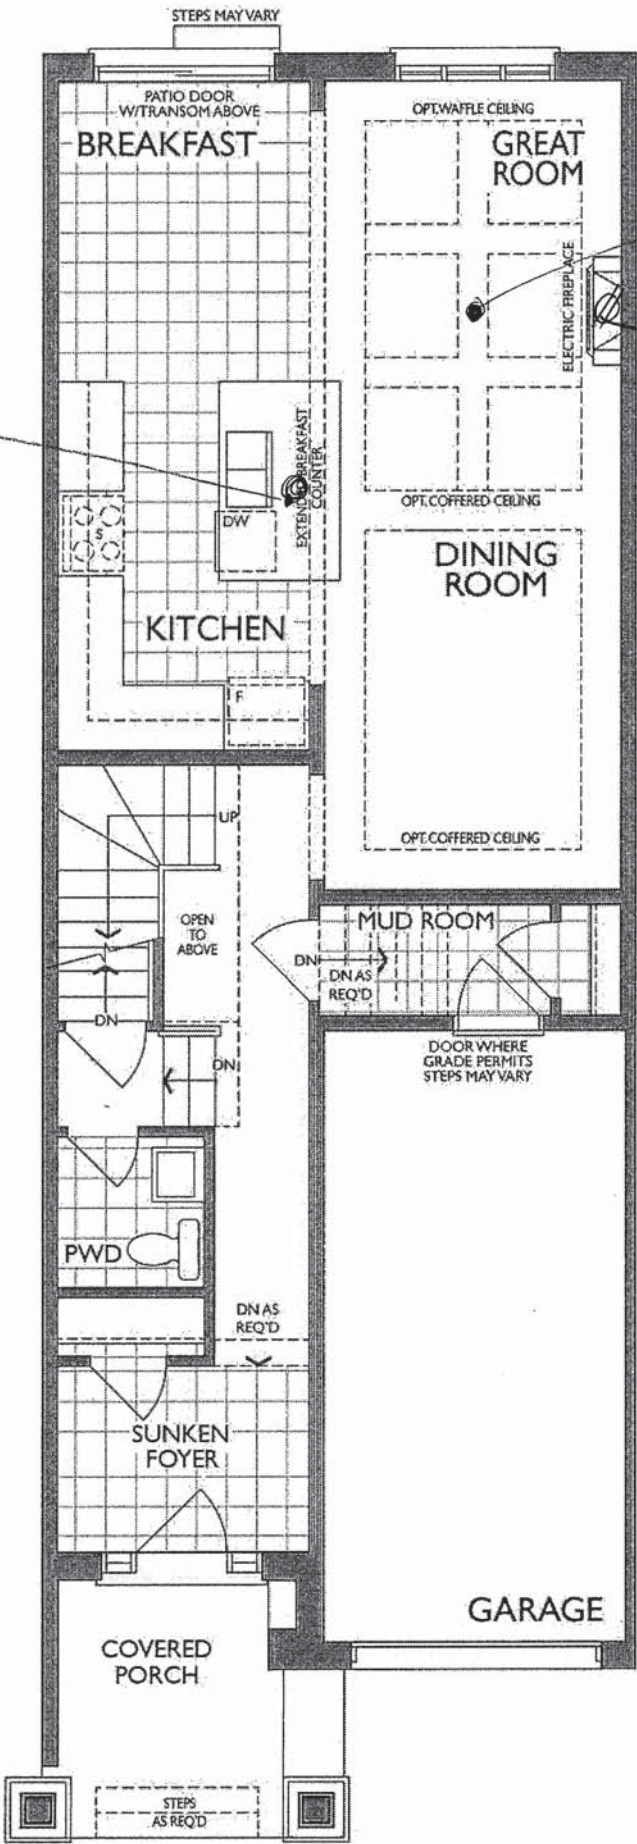 STEPS MAY VARY
PATIO DOOR
W/TRANSOM ABOVE
BREAKFAST
OPT.WAFFLE CEILING
GREAT
ROOM
ELECTRIC FIREPLACE
EXTENDED BREAKFAST
COUNTER
DW
S
OPT. COFFERED CEILING
DINING
ROOM
KITCHEN
F
OPT. COFFERED CEILING
UP
OPEN
TO
ABOVE
MUD ROOM
DN
DN AS
REQ'D
DN
DN
DOOR WHERE
GRADE PERMITS
STEPS MAY VARY
PWD
DN AS
REQ'D
SUNKEN
FOYER
GARAGE
COVERED
PORCH
STEPS
AS REQ'D